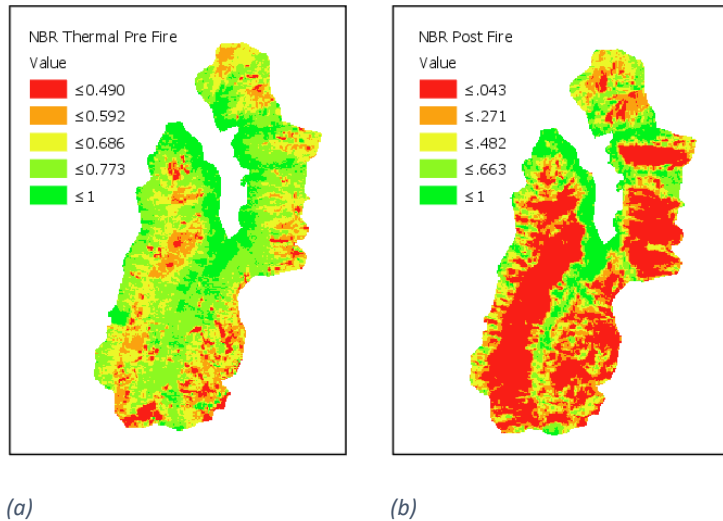 NBR Thermal Pre Fire
Value
≤0.490
≤0.592
≤0.686
≤0.773
≤ 1
NBR Post Fire
Value
≤.043
≤.271
≤.482
≤.663
≤ 1
(a)
(b)